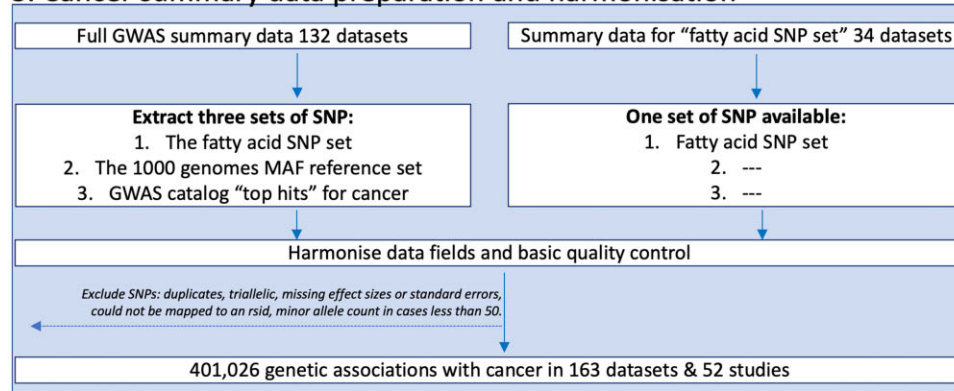 Full GWAS summary data 132 datasets
Summary data for “fatty acid SNP set” 34 datasets
Extract three sets of SNP:
1. The fatty acid SNP set
2. The 1000 genomes MAF reference set
3. GWAS catalog “top hits” for cancer
One set of SNP available:
1. Fatty acid SNP set
2. ---
3. ---
Harmonise data fields and basic quality control
Exclude SNPs: duplicates, triallelic, missing effect sizes or standard errors,
could not be mapped to an rsid, minor allele count in cases less than 50.
401,026 genetic associations with cancer in 163 datasets & 52 studies